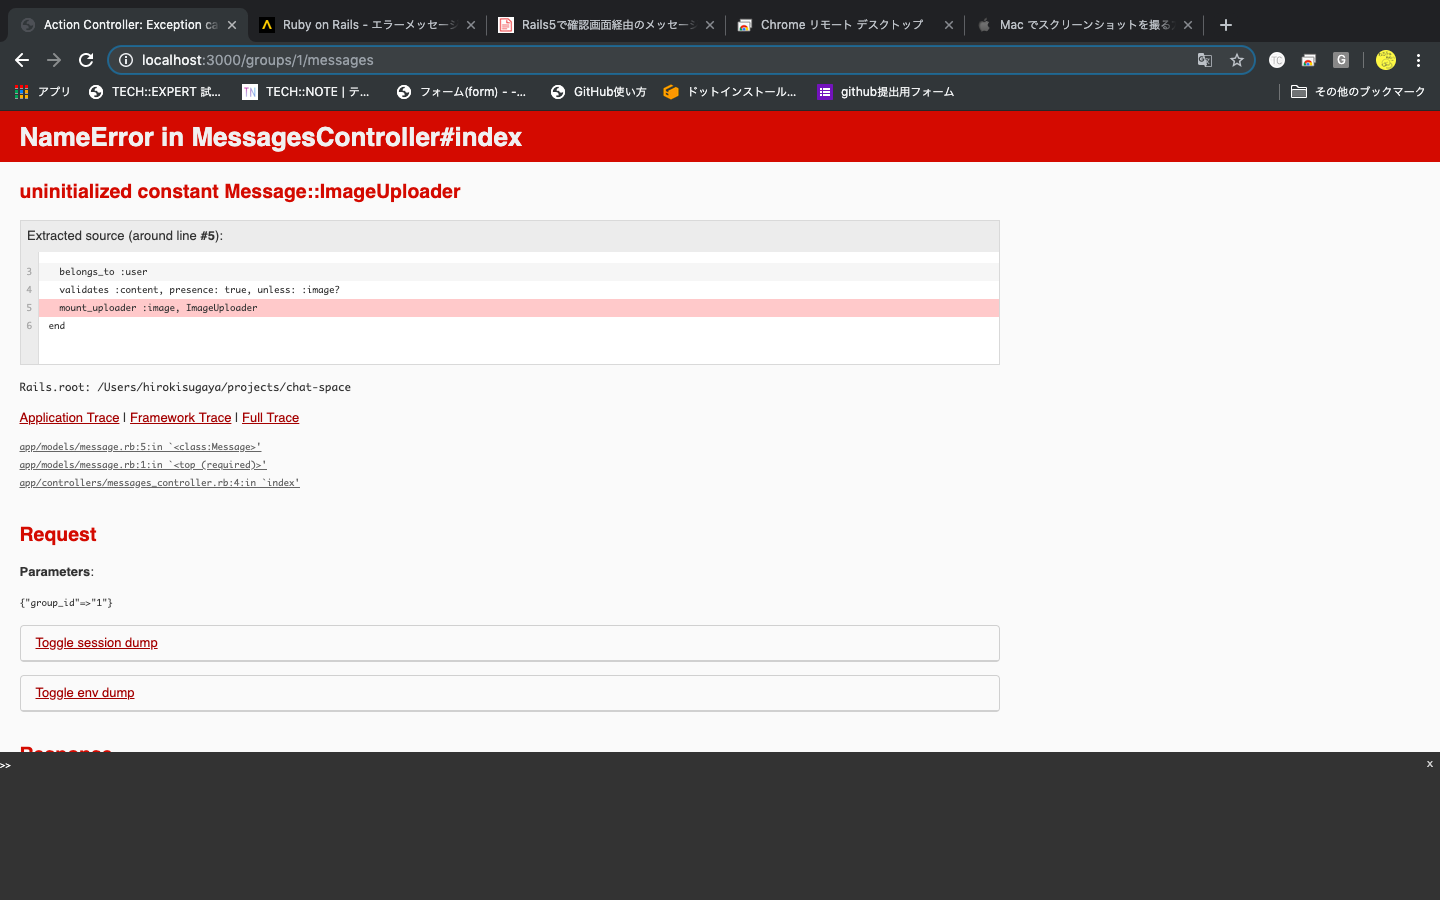 Action Controller: Exception ca
Ruby on Rails - エラーメッセージ
Rails5で確認画面経由のメッセージ
Chrome リモート デスクトップ
Mac でスクリーンショットを撮る
localhost:3000/groups/1/messages
アプリ
TECH::EXPERT 試...
TECH::NOTE | テ...
フォーム(form) - -...
GitHub使い方
ドットインストール...
github提出用フォーム
その他のブックマーク
NameError in MessagesController#index
uninitialized constant Message::ImageUploader
Extracted source (around line #5):
3 belongs_to :user
4 validates :content, presence: true, unless: :image?
5 mount_uploader :image, ImageUploader
6 end
Rails.root: /Users/hirokisugaya/projects/chat-space
Application Trace | Framework Trace | Full Trace
app/models/message.rb:5:in `<class:Message>'
app/models/message.rb:1:in `<top (required)>'
app/controllers/messages_controller.rb:4:in `index'
Request
Parameters:
{"group_id"=>"1"}
Toggle session dump
Toggle env dump
Response
>>
x